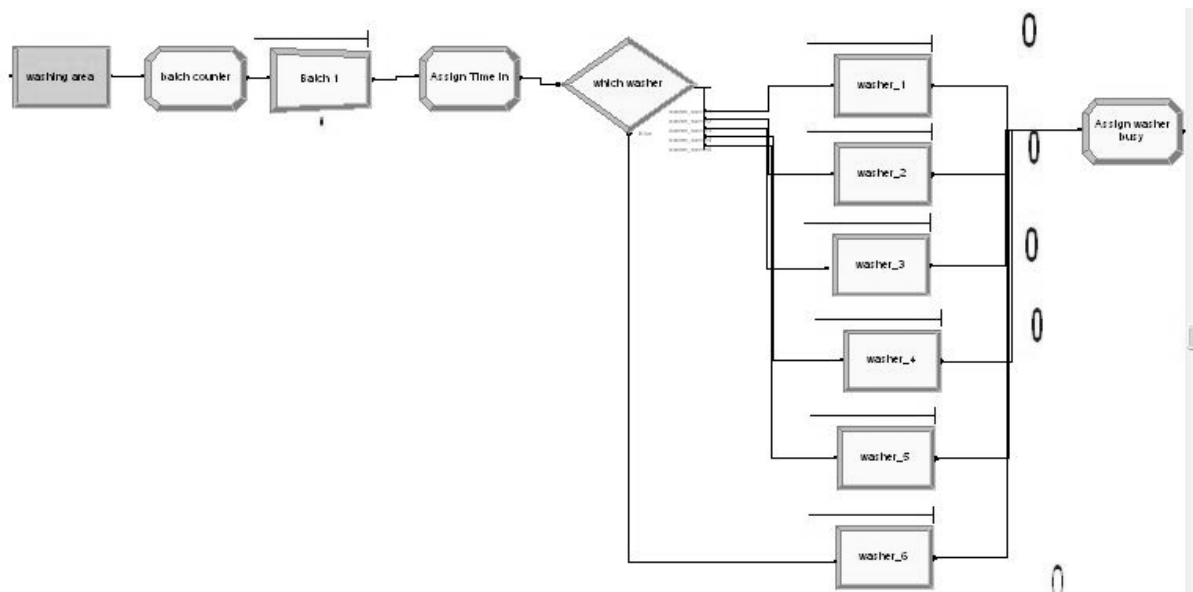 washing area
batch counter
Batch 1
Assign Time In
which washer
washer_1
washer_2
washer_3
washer_4
washer_5
washer_6
Assign washer
busy
0
0
0
0
0